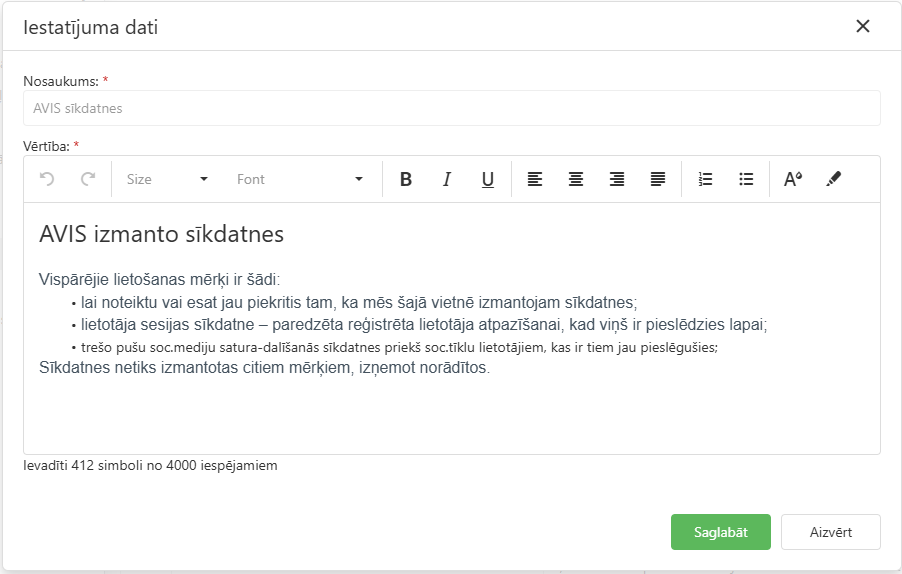 Iestatījuma dati
Nosaukums: *
AVIS sīkdatnes
Vērtība: *
Size Font B I U A
AVIS izmanto sīkdatnes
Vispārējie lietošanas mērķi ir šādi:
• lai noteiktu vai esat jau piekritis tam, ka mēs šajā vietnē izmantojam sīkdatnes;
• lietotāja sesijas sīkdatne – paredzēta reģistrēta lietotāja atpazīšanai, kad viņš ir pieslēdzies lapai;
• trešo pušu soc.mediju satura-dalīšanās sīkdatnes priekš soc.tīklu lietotājiem, kas ir tiem jau pieslēgušies;
Sīkdatnes netiks izmantotas citiem mērķiem, izņemot norādītos.
Ievadīti 412 simboli no 4000 iespējamiem
Saglabāt Aizvērt